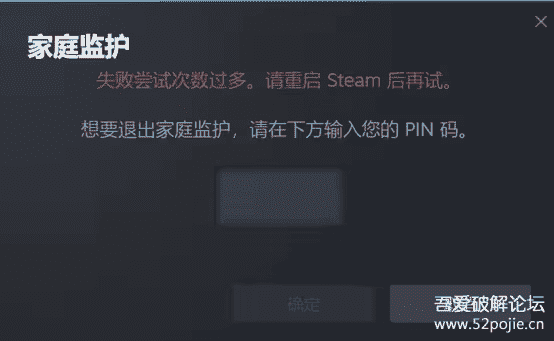 家庭监护
失败尝试次数过多。请重启 Steam 后再试。
想要退出家庭监护，请在下方输入您的 PIN 码。
确定
吾爱破解论坛
www.52pojie.cn